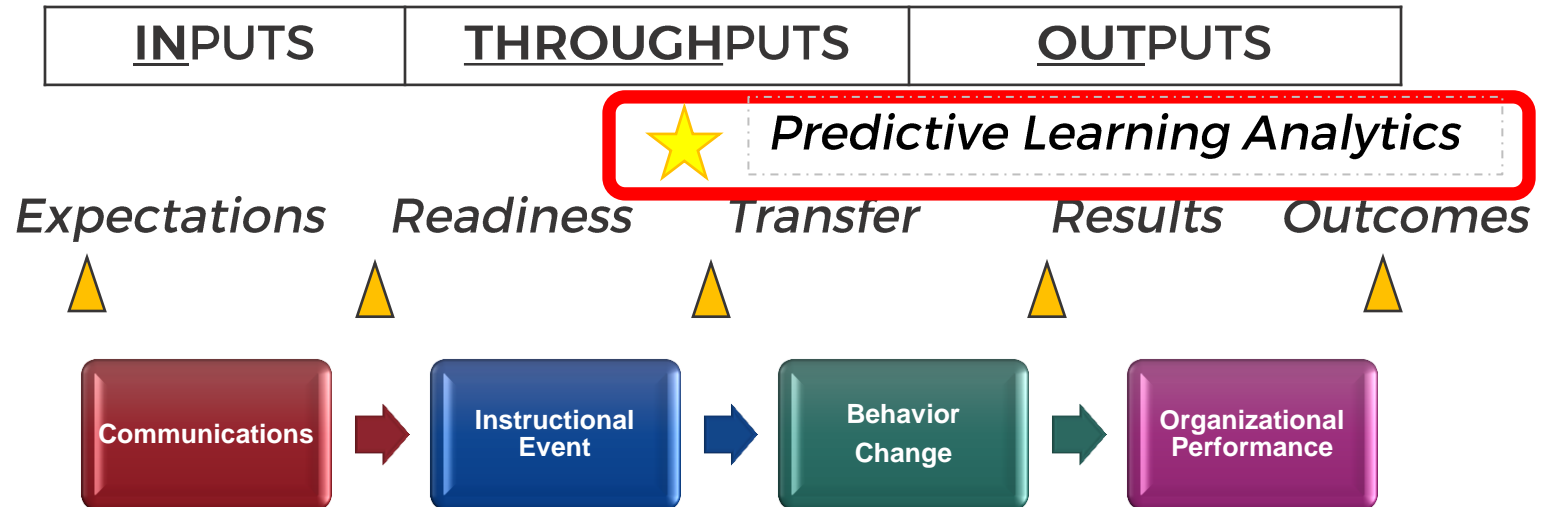 INPUTS THROUGHPUTS OUTPUTS
Predictive Learning Analytics
Expectations Readiness Transfer Results Outcomes
Communications
Instructional
Event
Behavior
Change
Organizational
Performance